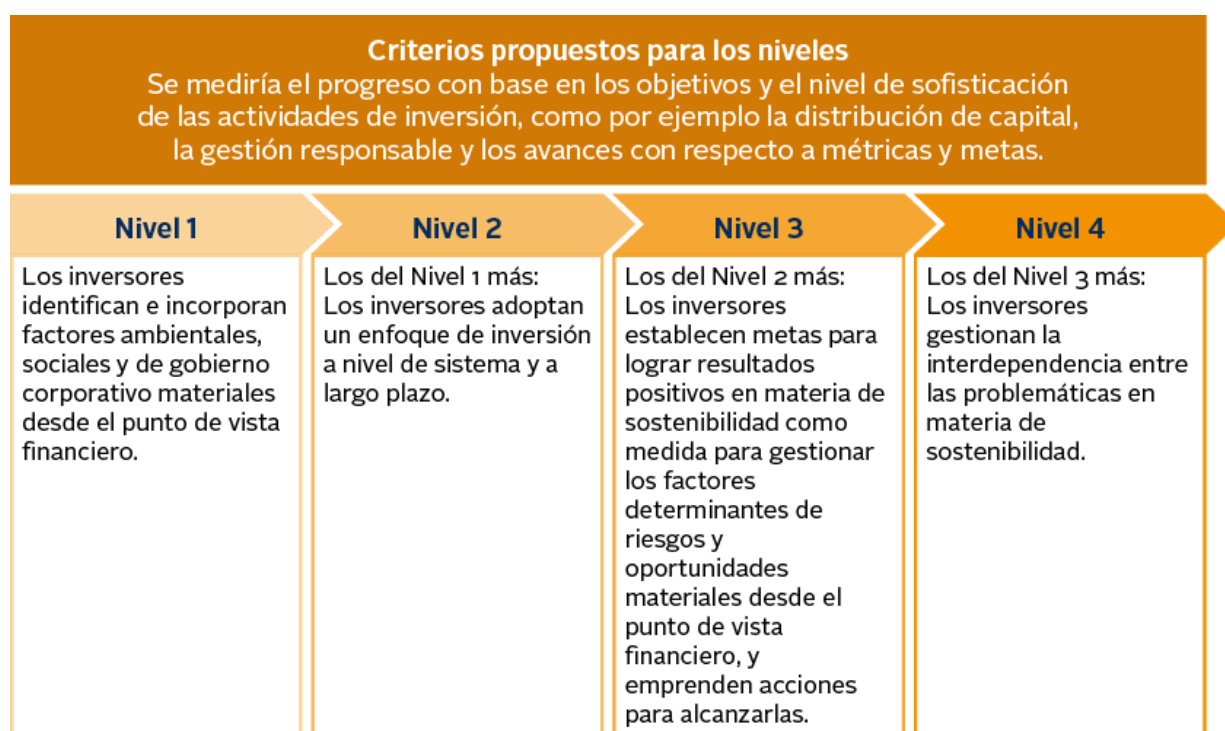 Criterios propuestos para los niveles
Se mediría el progreso con base en los objetivos y el nivel de sofisticación
de las actividades de inversión, como por ejemplo la distribución de capital,
la gestión responsable y los avances con respecto a métricas y metas.
Nivel 1
Los inversores
identifican e incorporan
factores ambientales,
sociales y de gobierno
corporativo materiales
desde el punto de vista
financiero.
Nivel 2
Los del Nivel 1 más:
Los inversores adoptan
un enfoque de inversión
a nivel de sistema y a
largo plazo.
Nivel 3
Los del Nivel 2 más:
Los inversores
establecen metas para
lograr resultados
positivos en materia de
sostenibilidad como
medida para gestionar
los factores
determinantes de
riesgos y
oportunidades
materiales desde el
punto de vista
financiero, y
emprenden acciones
para alcanzarlas.
Nivel 4
Los del Nivel 3 más:
Los inversores
gestionan la
interdependencia entre
las problemáticas en
materia de
sostenibilidad.